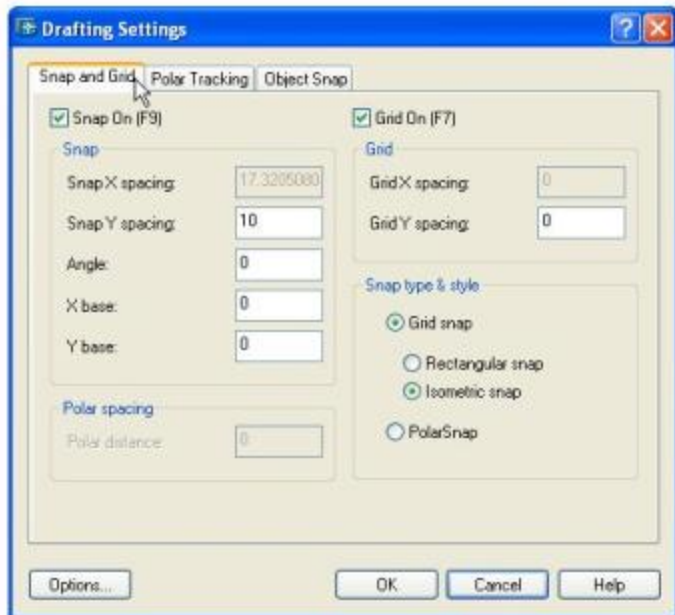 Drafting Settings
Snap and Grid
Polar Tracking
Object Snap
Snap On (F9)
Snap
Snap X spacing:
17.3205080
Snap Y spacing:
10
Angle:
0
X base:
0
Y base:
0
Polar spacing
Polar distance:
0
Grid On (F7)
Grid
Grid X spacing:
0
Grid Y spacing:
0
Snap type & style
Grid snap
Rectangular snap
Isometric snap
PolarSnap
Options...
OK
Cancel
Help